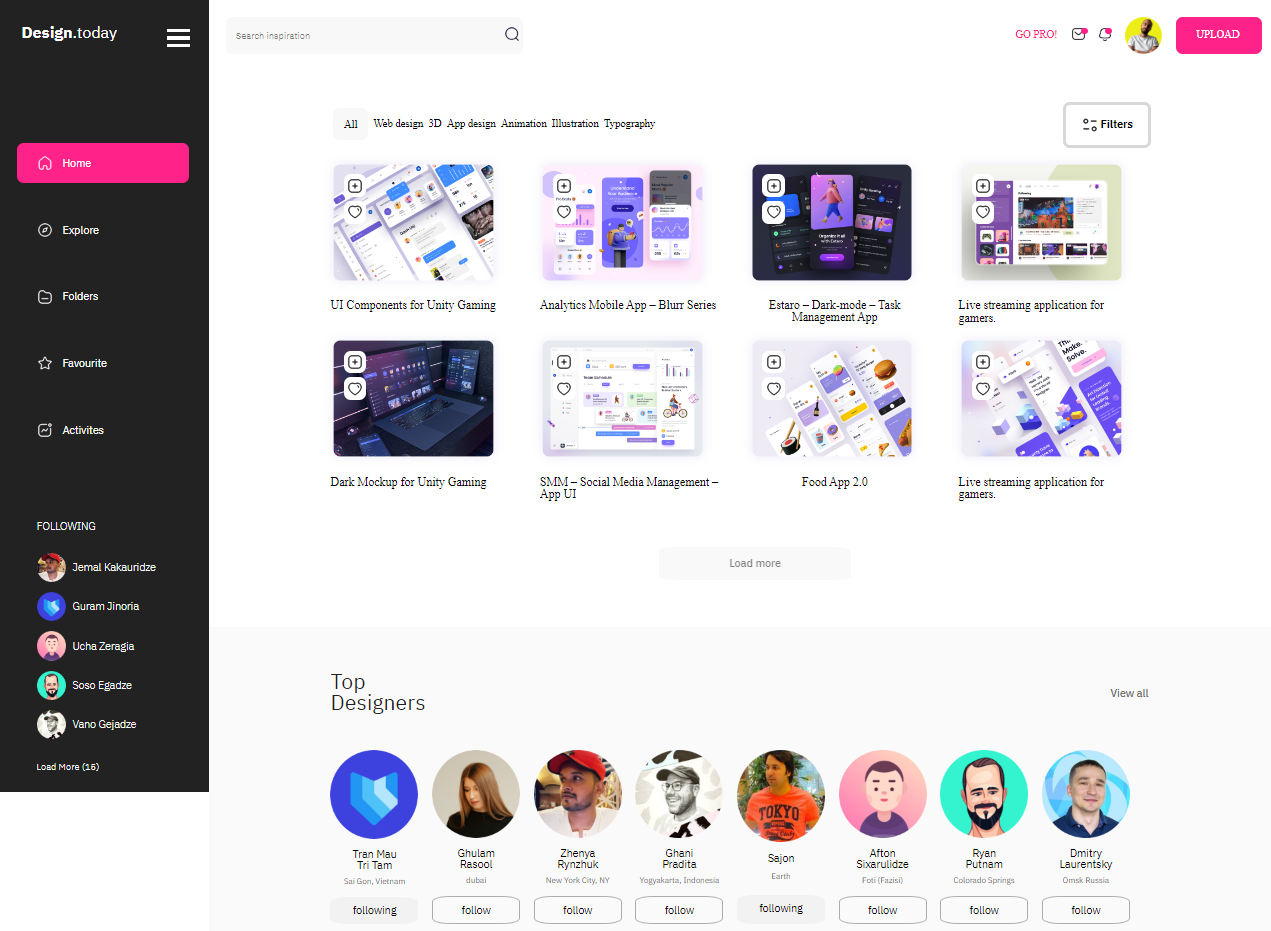 Design.today
Search inspiration
GO PRO!
UPLOAD
All Web design 3D App design Animation Illustration Typography
Filters
Home
Explore
Folders
Favourite
Activites
UI Components for Unity Gaming
Analytics Mobile App – Blurr Series
Estaro – Dark-mode – Task
Management App
Live streaming application for
gamers.
Dark Mockup for Unity Gaming
SMM – Social Media Management –
App UI
Food App 2.0
Live streaming application for
gamers.
Load more
FOLLOWING
Jemal Kakauridze
Guram Jinoria
Ucha Zeragia
Soso Egadze
Vano Gejadze
Load More (16)
Top
Designers
View all
TOKYO
Tran Mau
Tri Tam
Sai Gon, Vietnam
following
Ghulam
Rasool
dubai
follow
Zhenya
Rynzhuk
New York City, NY
follow
Ghani
Pradita
Yogyakarta, Indonesia
follow
Sajon
Earth
following
Afton
Sixarulidze
Foti (Fazisi)
follow
Ryan
Putnam
Colorado Springs
follow
Dmitry
Laurentsky
Omsk Russia
follow